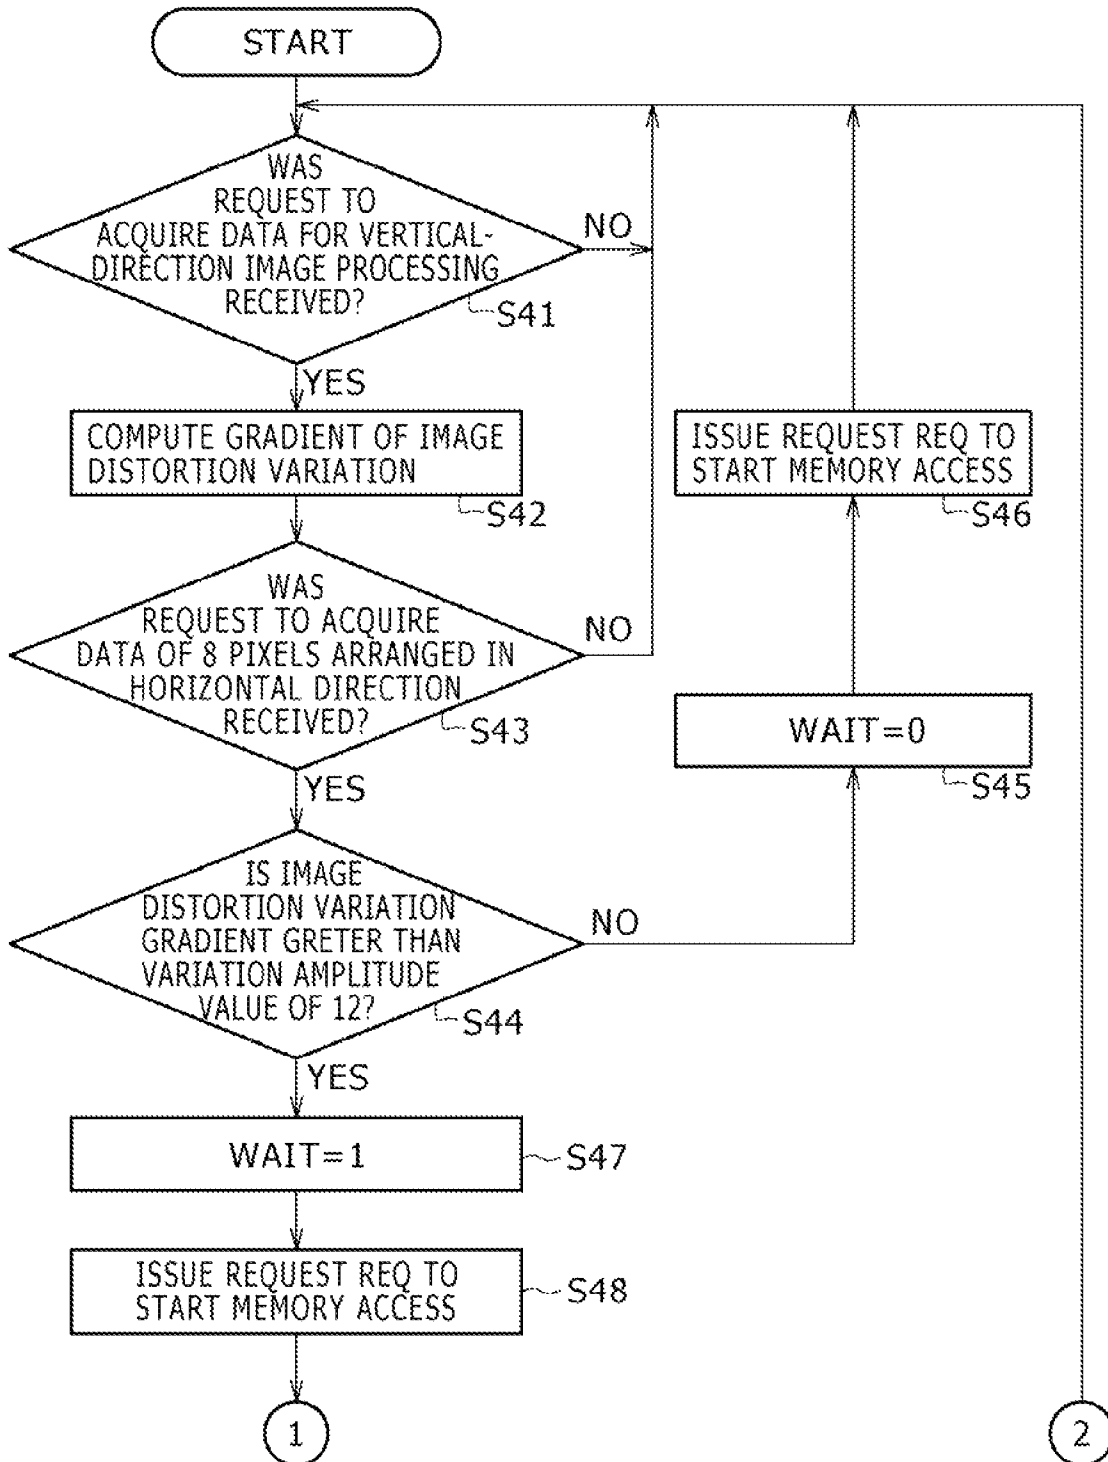 START
WAS
REQUEST TO
ACQUIRE DATA FOR VERTICAL-
DIRECTION IMAGE PROCESSING
RECEIVED?
NO
S41
YES
COMPUTE GRADIENT OF IMAGE
DISTORTION VARIATION
S42
ISSUE REQUEST REQ TO
START MEMORY ACCESS
S46
WAS
REQUEST TO ACQUIRE
DATA OF 8 PIXELS ARRANGED IN
HORIZONTAL DIRECTION
RECEIVED?
NO
S43
WAIT=0
S45
YES
IS IMAGE
DISTORTION VARIATION
GRADIENT GRETER THAN
VARIATION AMPLITUDE
VALUE OF 12?
NO
S44
YES
WAIT=1
S47
ISSUE REQUEST REQ TO
START MEMORY ACCESS
S48
1
2